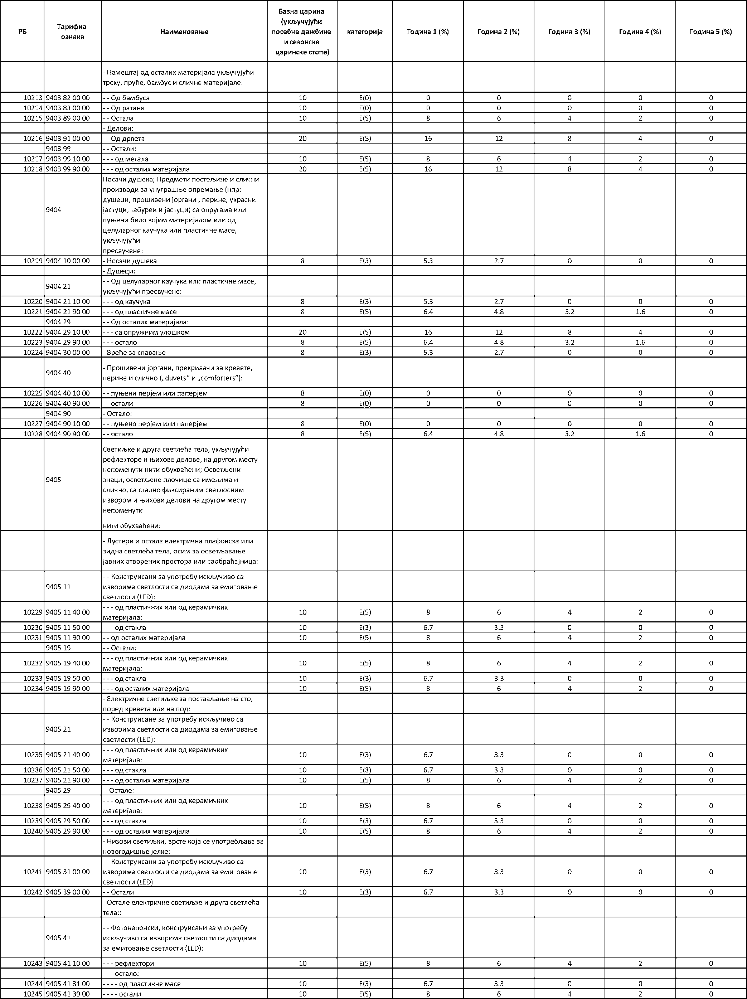 РБ Тарифна ознака Наименовање Базна царина (укључујући посебне дажбине и сезонске царинске стопе) категорија Година 1 (%) Година 2 (%) Година 3 (%) Година 4 (%) Година 5 (%)
- Намештај од осталих материјала укључујући
трску, пруће, бамбус и сличне материјале:
10213 9403 82 00 00 - - Од бамбуса 10 E(0) 0 0 0 0 0
10214 9403 83 00 00 - - Од ратана 10 E(0) 0 0 0 0 0
10215 9403 89 00 00 - - Остала 10 E(5) 8 6 4 2 0
- Делови:
10216 9403 91 00 00 - - Од дрвета 20 E(5) 16 12 8 4 0
9403 99 - - Остали:
10217 9403 99 10 00 - - - од метала 10 E(5) 8 6 4 2 0
10218 9403 99 90 00 - - - од осталих материјала 20 E(5) 16 12 8 4 0
9404 Носачи душека; Предмети постељине и слични
производи за унутрашње опремање (нпр:
душеци, прошивени јоргани , перине, украсни
јастуци, табуреи и јастуци) са опругама или
пуњени било којим материјалом или од
целуларног каучука или пластичне масе,
укључујући
пресвучене:
10219 9404 10 00 00 - Носачи душека 8 E(3) 5.3 2.7 0 0 0
- Душеци:
9404 21 - - Од целуларног каучука или пластичне масе,
укључујући пресвучене:
10220 9404 21 10 00 - - - од каучука 8 E(3) 5.3 2.7 0 0 0
10221 9404 21 90 00 - - - од пластичне масе 8 E(5) 6.4 4.8 3.2 1.6 0
9404 29 - - Од осталих материјала:
10222 9404 29 10 00 - - - са опружним улошком 20 E(5) 16 12 8 4 0
10223 9404 29 90 00 - - - остало 8 E(5) 6.4 4.8 3.2 1.6 0
10224 9404 30 00 00 - Вреће за спавање 8 E(3) 5.3 2.7 0 0 0
9404 40 - Прошивени јоргани, прекривачи за кревете,
перине и слично („duvets” и „comforters”):
10225 9404 40 10 00 - - пуњени перјем или паперјем 8 E(0) 0 0 0 0 0
10226 9404 40 90 00 - - остали 8 E(0) 0 0 0 0 0
9404 90 - Остало:
10227 9404 90 10 00 - - пуњено перјем или паперјем 8 E(0) 0 0 0 0 0
10228 9404 90 90 00 - - остало 8 E(5) 6.4 4.8 3.2 1.6 0
9405 Светиљке и друга светлећа тела, укључујући
рефлекторе и њихове делове, на другом месту
непоменути нити обухваћени; Осветљени
знаци, осветљене плочице са именима и
слично, са стално фиксираним светлосним
извором и њихови делови на другом месту
непоменути
нити обухваћени:
- Лустери и остала електрична плафонска или
зидна светлећа тела, осим за осветљавање
јавних отворених простора или саобраћајница:
9405 11 - - Конструисани за употребу искључиво са
изворима светлости са диодама за емитовање
светлости (LED):
10229 9405 11 40 00 - - - од пластичних или од керамичких
материјала: 10 E(5) 8 6 4 2 0
10230 9405 11 50 00 - - - од стакла 10 E(3) 6.7 3.3 0 0 0
10231 9405 11 90 00 - - од осталих материјала 10 E(5) 8 6 4 2 0
9405 19 - - Остали:
10232 9405 19 40 00 - - - од пластичних или од керамичких
материјала: 10 E(5) 8 6 4 2 0
10233 9405 19 50 00 - - - од стакла 10 E(3) 6.7 3.3 0 0 0
10234 9405 19 90 00 - - - од осталих материјала 10 E(5) 8 6 4 2 0
- Електричне светиљке за постављање на сто,
поред кревета или на под:
9405 21 - - Конструисане за употребу искључиво са
изворима светлости са диодама за емитовање
светлости (LED):
10235 9405 21 40 00 - - - од пластичних или од керамичких
материјала: 10 E(3) 6.7 3.3 0 0 0
10236 9405 21 50 00 - - - од стакла 10 E(3) 6.7 3.3 0 0 0
10237 9405 21 90 00 - - - од осталих материјала 10 E(5) 8 6 4 2 0
9405 29 - -Остале:
10238 9405 29 40 00 - - - од пластичних или од керамичких
материјала: 10 E(5) 8 6 4 2 0
10239 9405 29 50 00 - - - од стакла 10 E(3) 6.7 3.3 0 0 0
10240 9405 29 90 00 - - - од осталих материјала 10 E(5) 8 6 4 2 0
- Низови светиљки, врсте која се употребљава за
новогодишње јелке:
10241 9405 31 00 00 - - Конструисани за употребу искључиво са
изворима светлости са диодама за емитовање
светлости (LED) 10 E(3) 6.7 3.3 0 0 0
10242 9405 39 00 00 - - Остали 10 E(3) 6.7 3.3 0 0 0
- Остале електричне светиљке и друга светлећа
тела::
9405 41 - - Фотонапонски, конструисани за употребу
искључиво са изворима светлости са диодама
за емитовање светлости (LED):
10243 9405 41 10 00 - - - рефлектори 10 E(5) 8 6 4 2 0
- - - остало:
10244 9405 41 31 00 - - - - од пластичне масе 10 E(3) 6.7 3.3 0 0 0
10245 9405 41 39 00 - - - - остали 10 E(5) 8 6 4 2 0